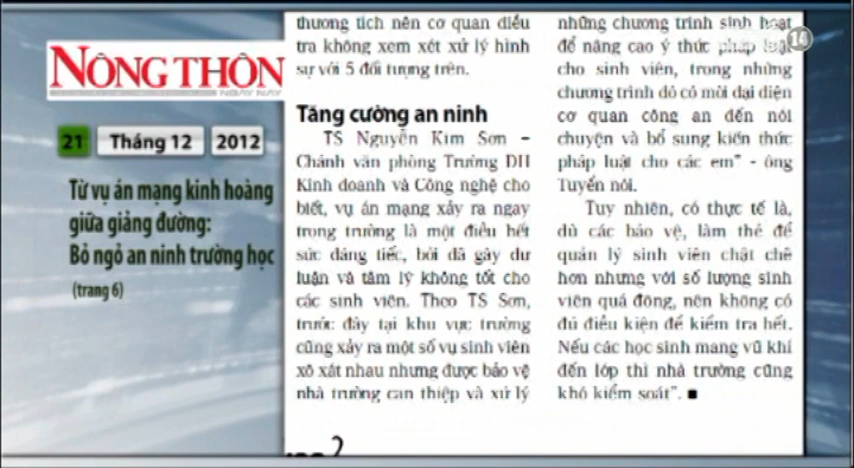 NÔNG THÔN
NGAY NAY
21 Tháng 12 2012
Từ vụ án mạng kinh hoàng
giữa giảng đường:
Bỏ ngỏ an ninh trường học
(trang 6)
thương tích nên cơ quan điều
tra không xem xét xử lý hình
sự với 5 đối tượng trên.
Tăng cường an ninh
TS Nguyễn Kim Sơn –
Chánh văn phòng Trường ĐH
Kinh doanh và Công nghệ cho
biết, vụ án mạng xảy ra ngay
trong trường là một điều hết
sức đáng tiếc, bởi đã gây dư
luận và tâm lý không tốt cho
các sinh viên. Theo TS Sơn,
trước đây tại khu vực trường
cũng xảy ra một số vụ sinh viên
xô xát nhau nhưng được bảo vệ
nhà trường can thiệp và xử lý
những chương trình sinh hoạt
để nâng cao ý thức pháp luật
cho sinh viên, trong những
chương trình đó có mời đại diện
cơ quan công an đến nói
chuyện và bổ sung kiến thức
pháp luật cho các em" - ông
Tuyển nói.
Tuy nhiên, có thực tế là,
dù các bảo vệ, làm thẻ để
quản lý sinh viên chặt chẽ
hơn nhưng với số lượng sinh
viên quá đông, nên không có
đủ điều kiện để kiểm tra hết.
Nếu các học sinh mang vũ khí
đến lớp thì nhà trường cũng
khó kiểm soát". ■
14
2